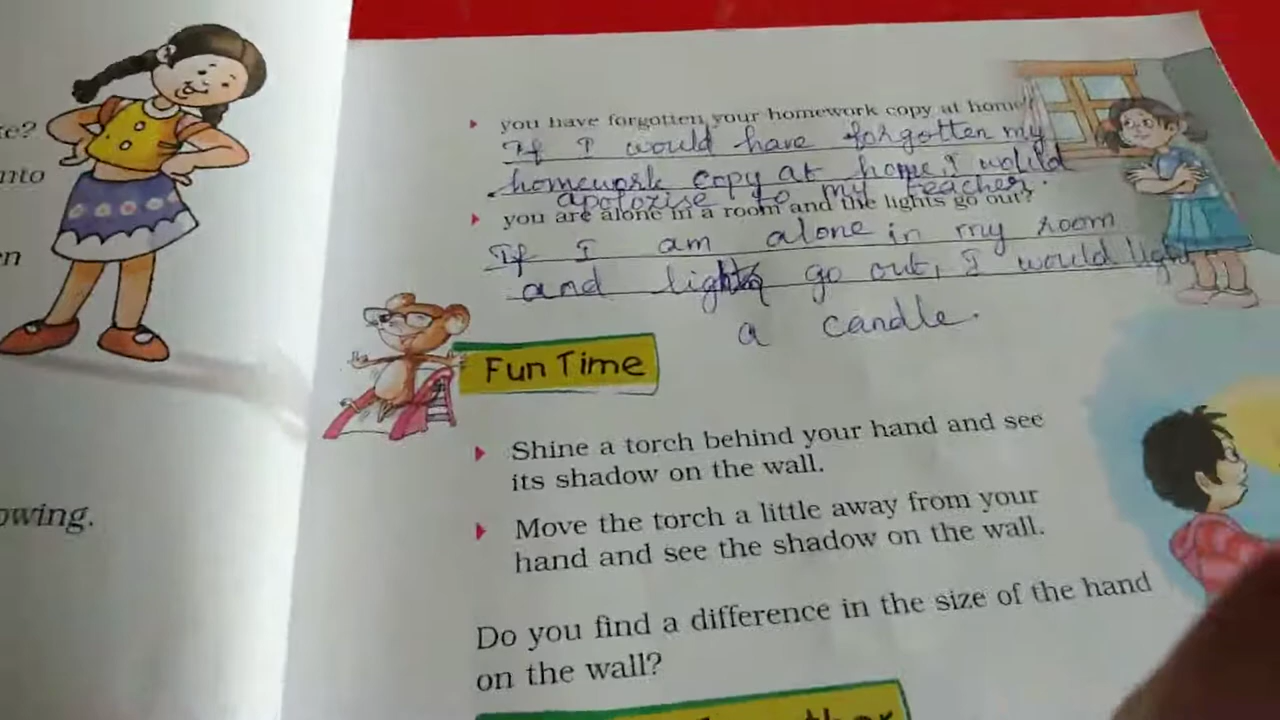 te?
nto
en
owing.
you have forgotten your homework copy at home?
If I would have forgotten my
homework copy at home, I would
apologise to my teacher.
you are alone in a room and the lights go out?
If I am alone in my room
and lights go out, I would light
a candle.
Fun Time
Shine a torch behind your hand and see
its shadow on the wall.
Move the torch a little away from your
hand and see the shadow on the wall.
Do you find a difference in the size of the hand
on the wall?